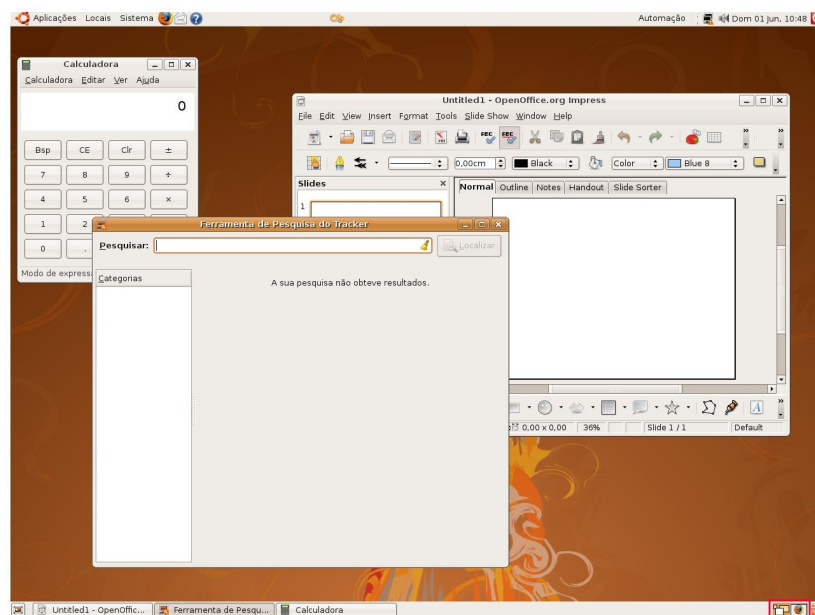 Aplicações Locais Sistema
Automação
Dom 01 Jun, 10:48
Calculadora
Calculadora Editar Ver Ajuda
0
Bsp CE Clr ±
7 8 9 ÷
4 5 6 ×
1 2
0 .
Modo de express
Untitled1 - OpenOffice.org Impress
File Edit View Insert Format Tools Slide Show Window Help
0,00cm Black Color Blue 8
Slides
Normal Outline Notes Handout Slide Sorter
1
Ferramenta de Pesquisa do Tracker
Pesquisar: Localizar
Categorias
A sua pesquisa não obteve resultados.
0,00 x 0,00 36% Slide 1 / 1 Default
Untitled1 - OpenOffic... Ferramenta de Pesqu... Calculadora